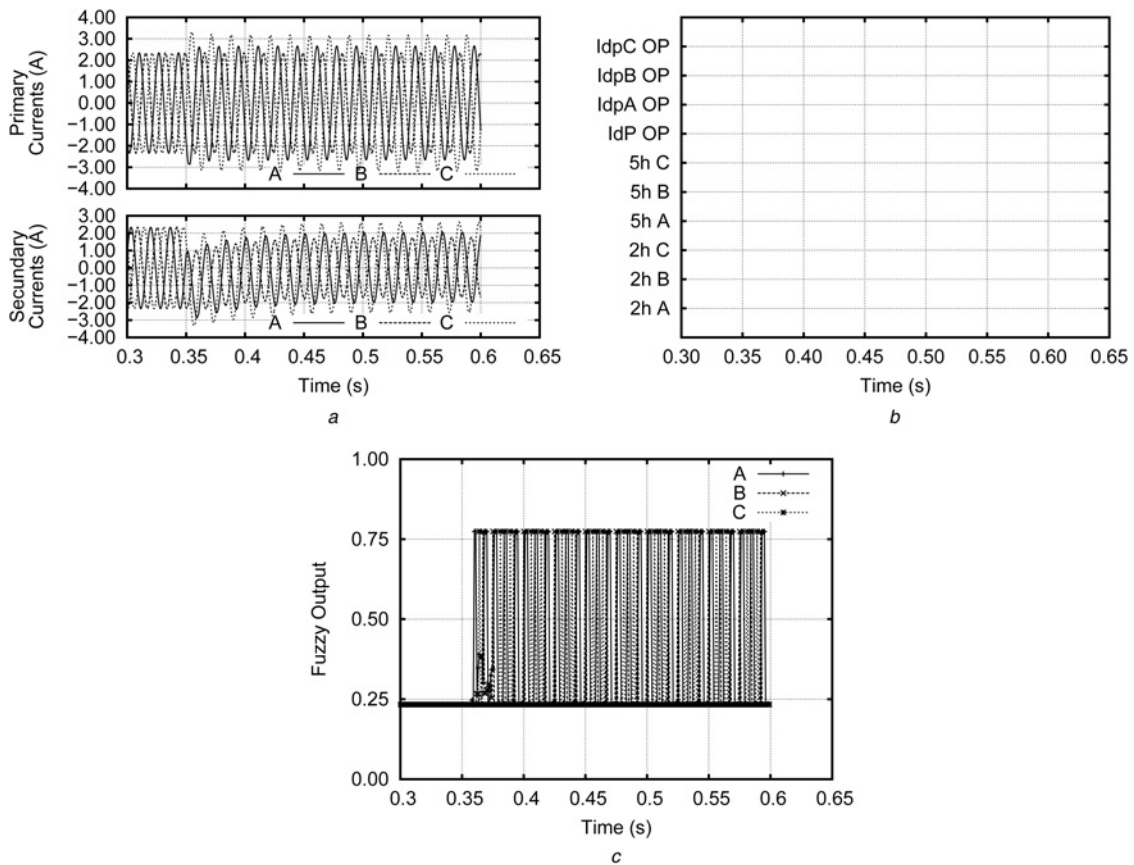 Primary
Currents (A)
4.00
3.00
2.00
1.00
0.00
−1.00
−2.00
−3.00
−4.00
A B C
Secundary
Currents (A)
3.00
2.00
1.00
0.00
−1.00
−2.00
−3.00
−4.00
A B C
0.3 0.35 0.4 0.45 0.5 0.55 0.6 0.65
Time (s)
a
IdpC OP
IdpB OP
IdpA OP
IdP OP
5h C
5h B
5h A
2h C
2h B
2h A
0.30 0.35 0.40 0.45 0.50 0.55 0.60 0.65
Time (s)
b
Fuzzy Output
1.00
0.75
0.50
0.25
0.00
A
B
C
0.3 0.35 0.4 0.45 0.5 0.55 0.6 0.65
Time (s)
c